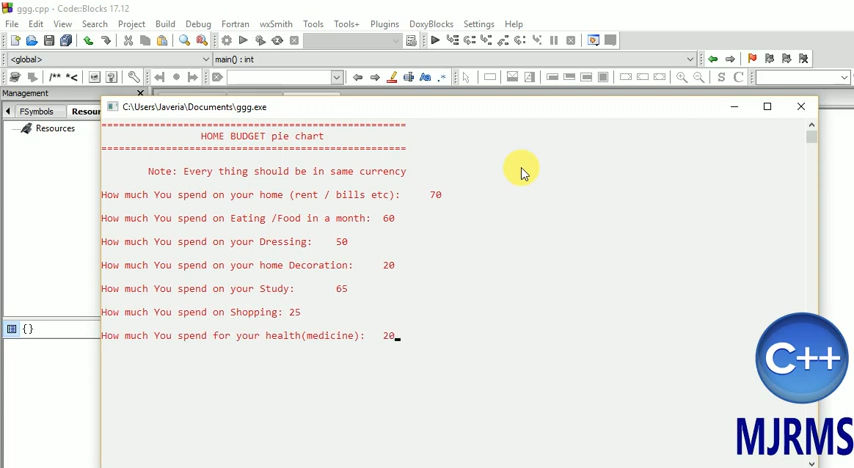 ggg.cpp - Code::Blocks 17.12
File Edit View Search Project Build Debug Fortran wxSmith Tools Tools+ Plugins DoxyBlocks Settings Help
<global> main() : int
/** *<
Management
FSymbols Resour
Resources
C:\Users\Javeria\Documents\ggg.exe
====================================================
HOME BUDGET pie chart
====================================================
Note: Every thing should be in same currency
How much You spend on your home (rent / bills etc): 70
How much You spend on Eating /Food in a month: 60
How much You spend on your Dressing: 50
How much You spend on your home Decoration: 20
How much You spend on your Study: 65
How much You spend on Shopping: 25
How much You spend for your health(medicine): 20
{}
C++
MJRMS